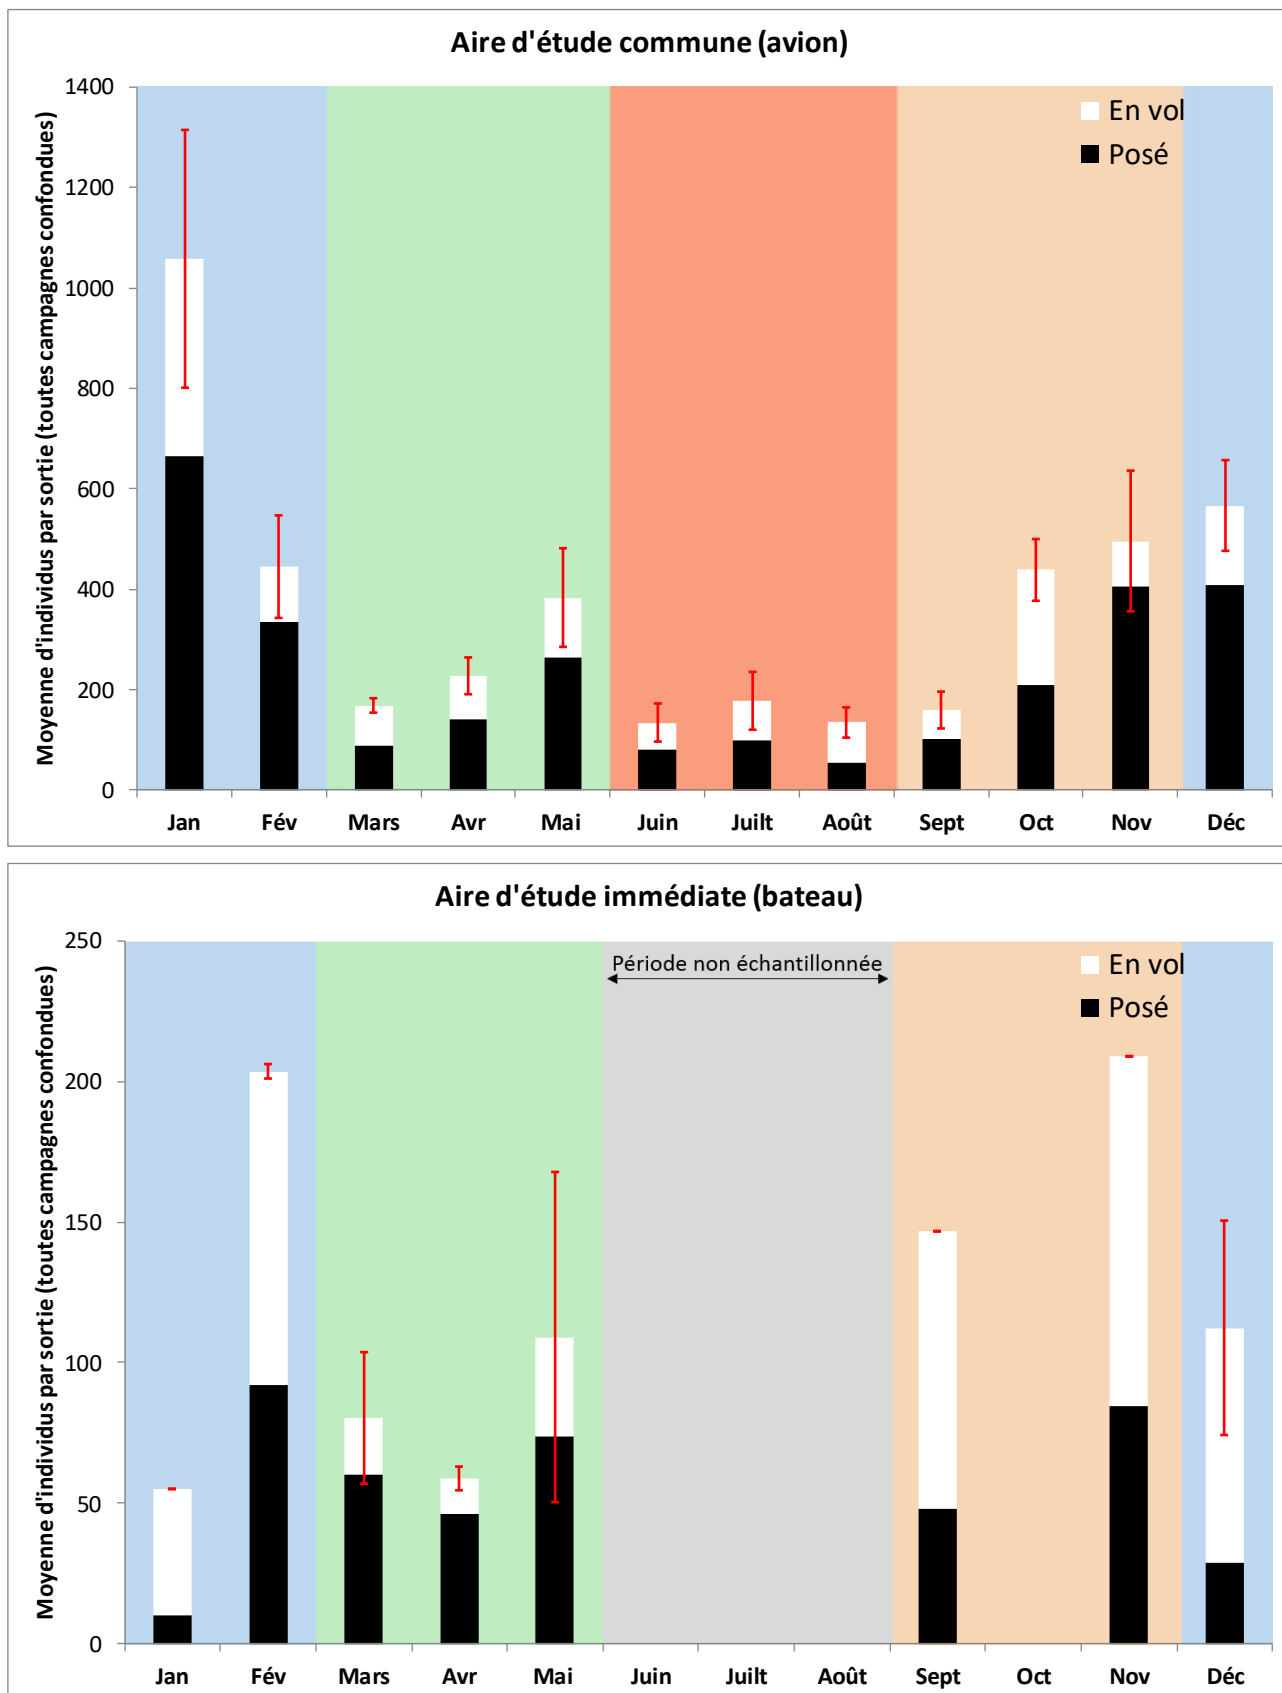 Aire d'étude commune (avion)
Moyenne d'individus par sortie (toutes campagnes confondues)
1400
1200
1000
800
600
400
200
0
En vol
Posé
Jan Fév Mars Avr Mai Juin Juilt Août Sept Oct Nov Déc
Aire d'étude immédiate (bateau)
Moyenne d'individus par sortie (toutes campagnes confondues)
250
200
150
100
50
0
Période non échantillonnée
En vol
Posé
Jan Fév Mars Avr Mai Juin Juilt Août Sept Oct Nov Déc